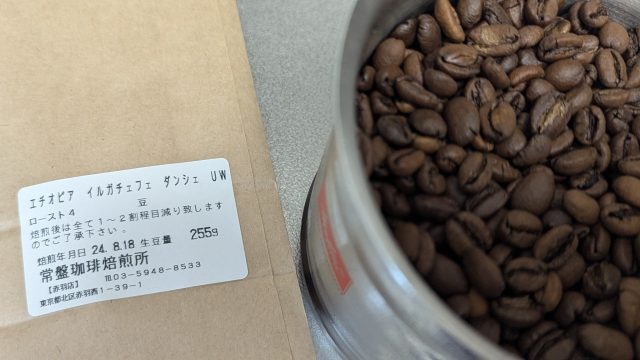 エチオピア イルガチェフェ ダンシェ UW
ロースト4 豆
焙煎後は全て1～2割程目減り致します
のでご了承下さい。
焙煎年月日 24. 8.18 生豆量 255g
常盤珈琲焙煎所
【赤羽店】 ℡03-5948-8533
東京都北区赤羽西1-39-1